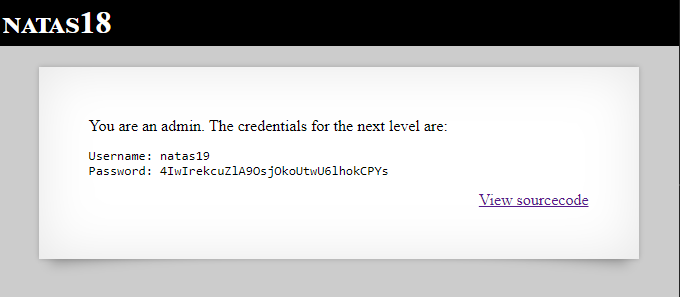 NATAS18
You are an admin. The credentials for the next level are:
Username: natas19
Password: 4IwIrekcuZlA9OsjOkoUtwU6lhokCPYs
View sourcecode